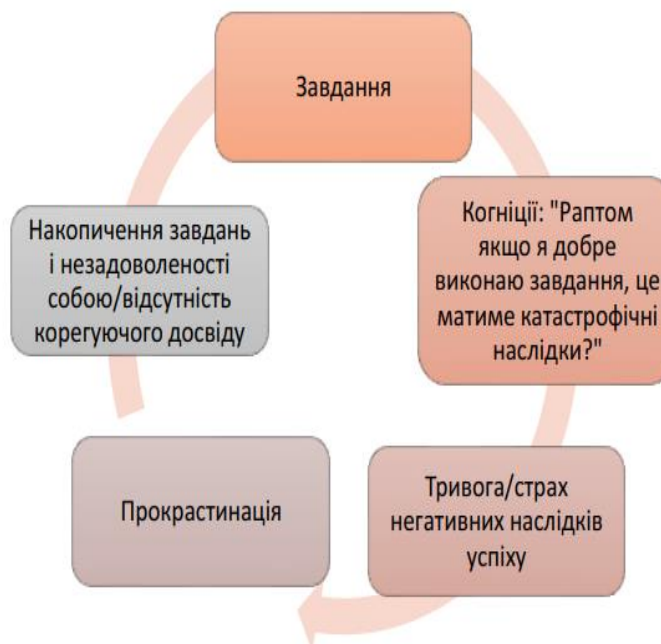 Завдання
Когніції: "Раптом
якщо я добре
виконаю завдання, це
матиме катастрофічні
наслідки?"
Тривога/страх
негативних наслідків
успіху
Прокрастинація
Накопичення завдань
і незадоволеності
собою/відсутність
корегуючого досвіду